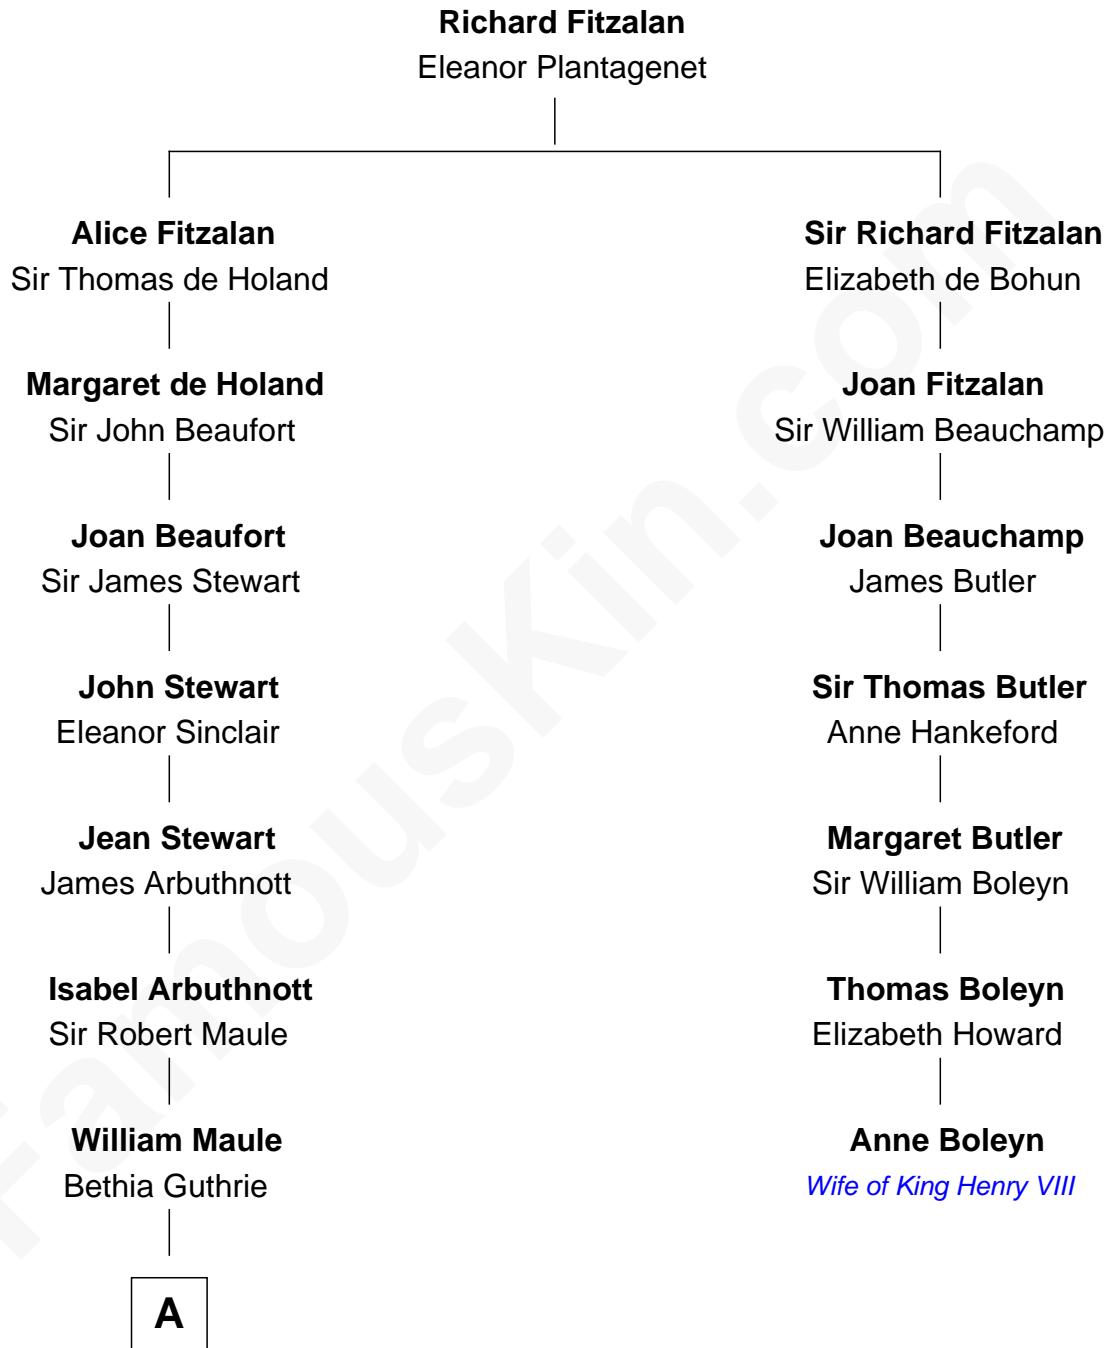 Richard Fitzalan
Eleanor Plantagenet
Alice Fitzalan
Sir Thomas de Holand
Margaret de Holand
Sir John Beaufort
Joan Beaufort
Sir James Stewart
John Stewart
Eleanor Sinclair
Jean Stewart
James Arbuthnott
Isabel Arbuthnott
Sir Robert Maule
William Maule
Bethia Guthrie
A
Sir Richard Fitzalan
Elizabeth de Bohun
Joan Fitzalan
Sir William Beauchamp
Joan Beauchamp
James Butler
Sir Thomas Butler
Anne Hankeford
Margaret Butler
Sir William Boleyn
Thomas Boleyn
Elizabeth Howard
Anne Boleyn
Wife of King Henry VIII
FamousKin.com